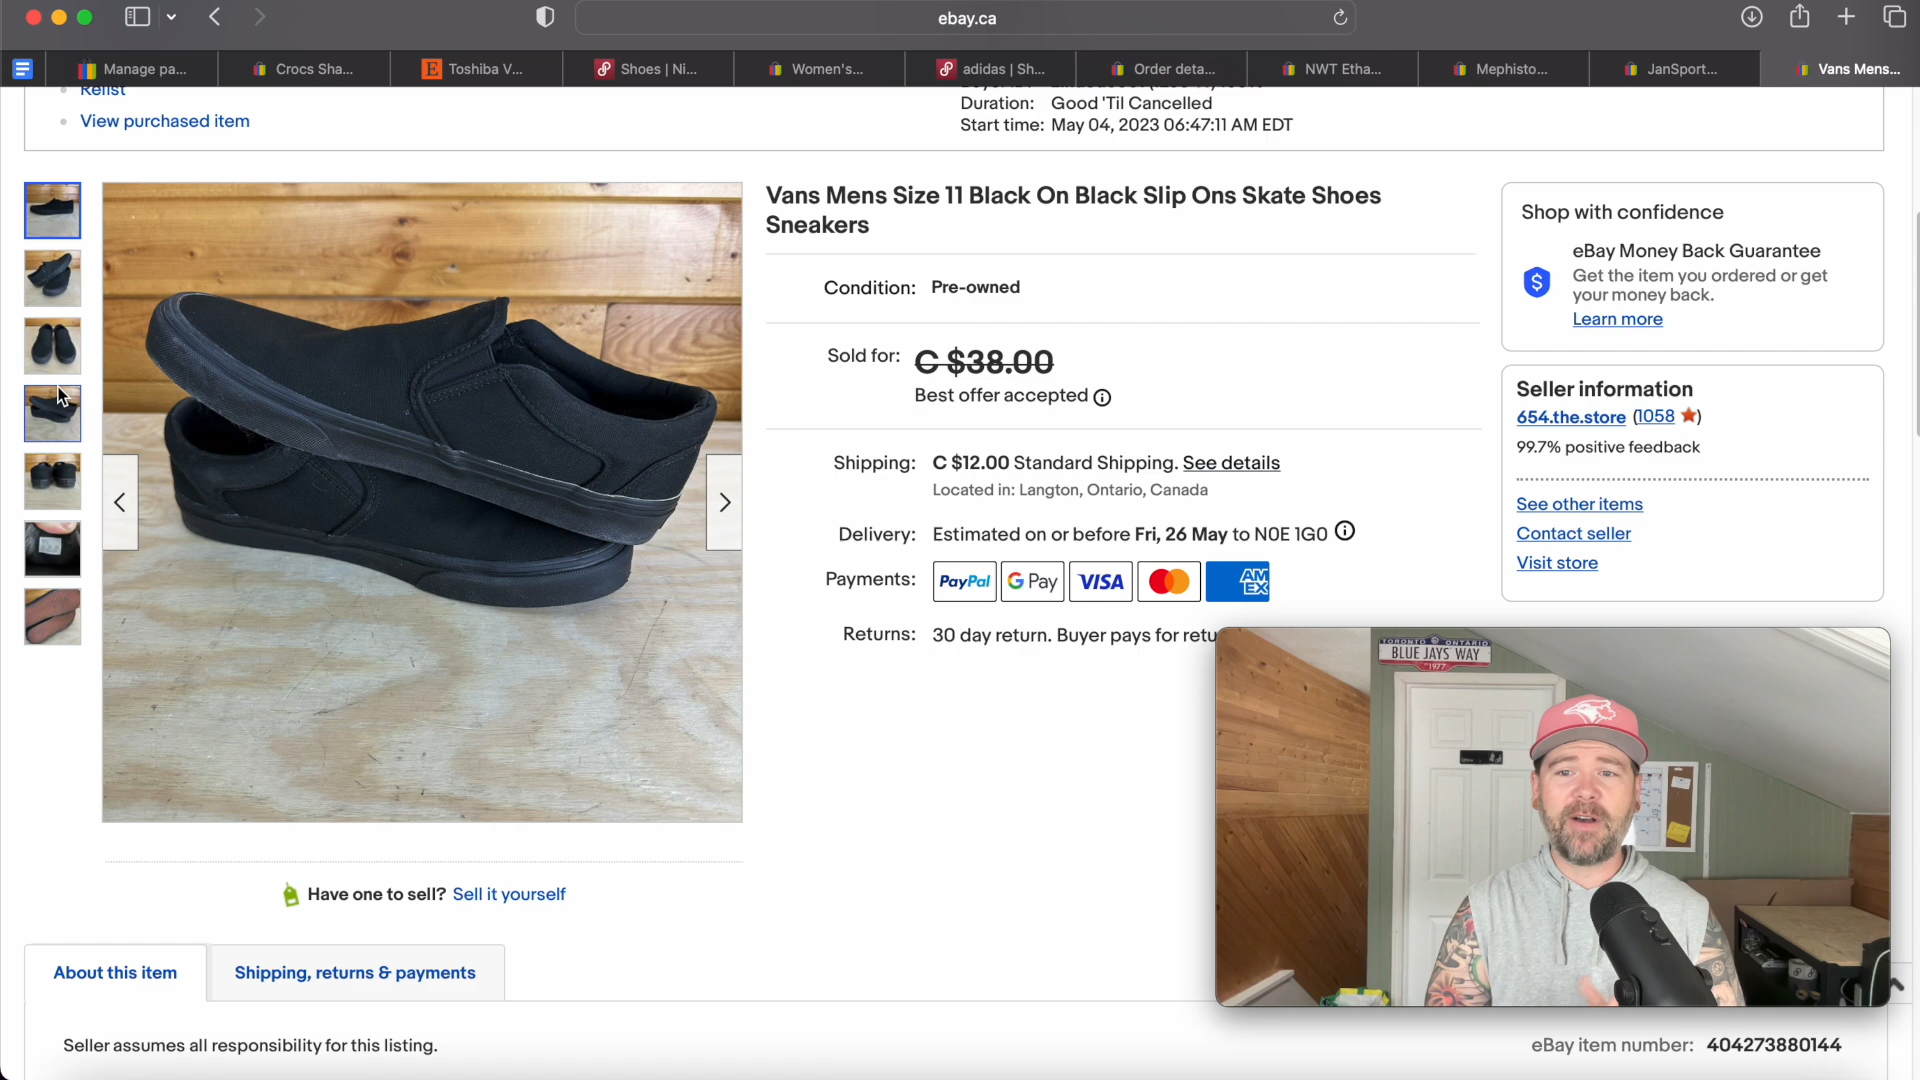 ebay.ca
Manage pa...
Crocs Sha...
E Toshiba V...
Shoes | Ni...
Women's...
adidas | Sh...
Order deta...
NWT Etha...
Mephisto...
JanSport...
Vans Mens...
Relist
View purchased item
Duration: Good 'Til Cancelled
Start time: May 04, 2023 06:47:11 AM EDT
Vans Mens Size 11 Black On Black Slip Ons Skate Shoes
Sneakers
Condition: Pre-owned
Sold for: C $38.00
Best offer accepted
Shipping: C $12.00 Standard Shipping. See details
Located in: Langton, Ontario, Canada
Delivery: Estimated on or before Fri, 26 May to N0E 1G0
Payments: PayPal G Pay VISA AM EX
Returns: 30 day return. Buyer pays for retu
Shop with confidence
eBay Money Back Guarantee
Get the item you ordered or get
your money back.
Learn more
Seller information
654.the.store (1058)
99.7% positive feedback
See other items
Contact seller
Visit store
TORONTO ONTARIO
BLUE JAYS WAY
1977
Have one to sell? Sell it yourself
About this item
Shipping, returns & payments
Seller assumes all responsibility for this listing.
eBay item number: 404273880144